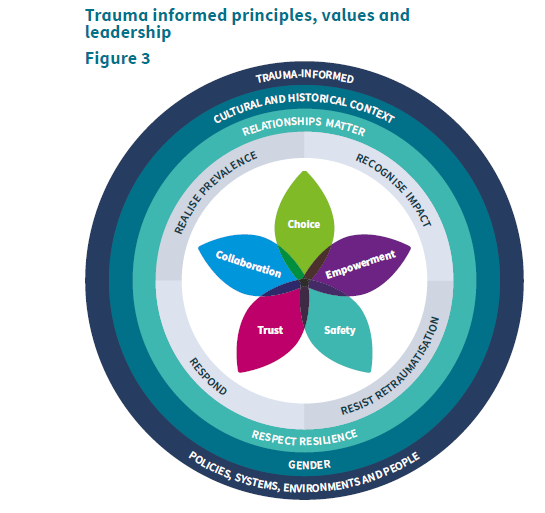 Trauma informed principles, values and
leadership
Figure 3
TRAUMA-INFORMED
CULTURAL AND HISTORICAL CONTEXT
RELATIONSHIPS MATTER
REALISE PREVALENCE
RECOGNISE IMPACT
Choice
Collaboration
Empowerment
Trust
Safety
RESPOND
RESIST RETRAUMATISATION
RESPECT RESILIENCE
GENDER
POLICIES, SYSTEMS, ENVIRONMENTS AND PEOPLE